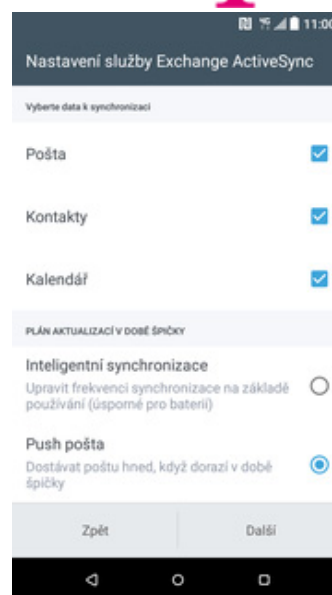 11:00
Nastavení služby Exchange ActiveSync
Vyberte data k synchronizaci
Pošta
Kontakty
Kalendář
PLÁN AKTUALIZACÍ V DOBĚ ŠPIČKY
Inteligentní synchronizace
Upravit frekvenci synchronizace na základě
používání (úsporné pro baterii)
Push pošta
Dostávat poštu hned, když dorazí v době
špičky
Zpět
Další